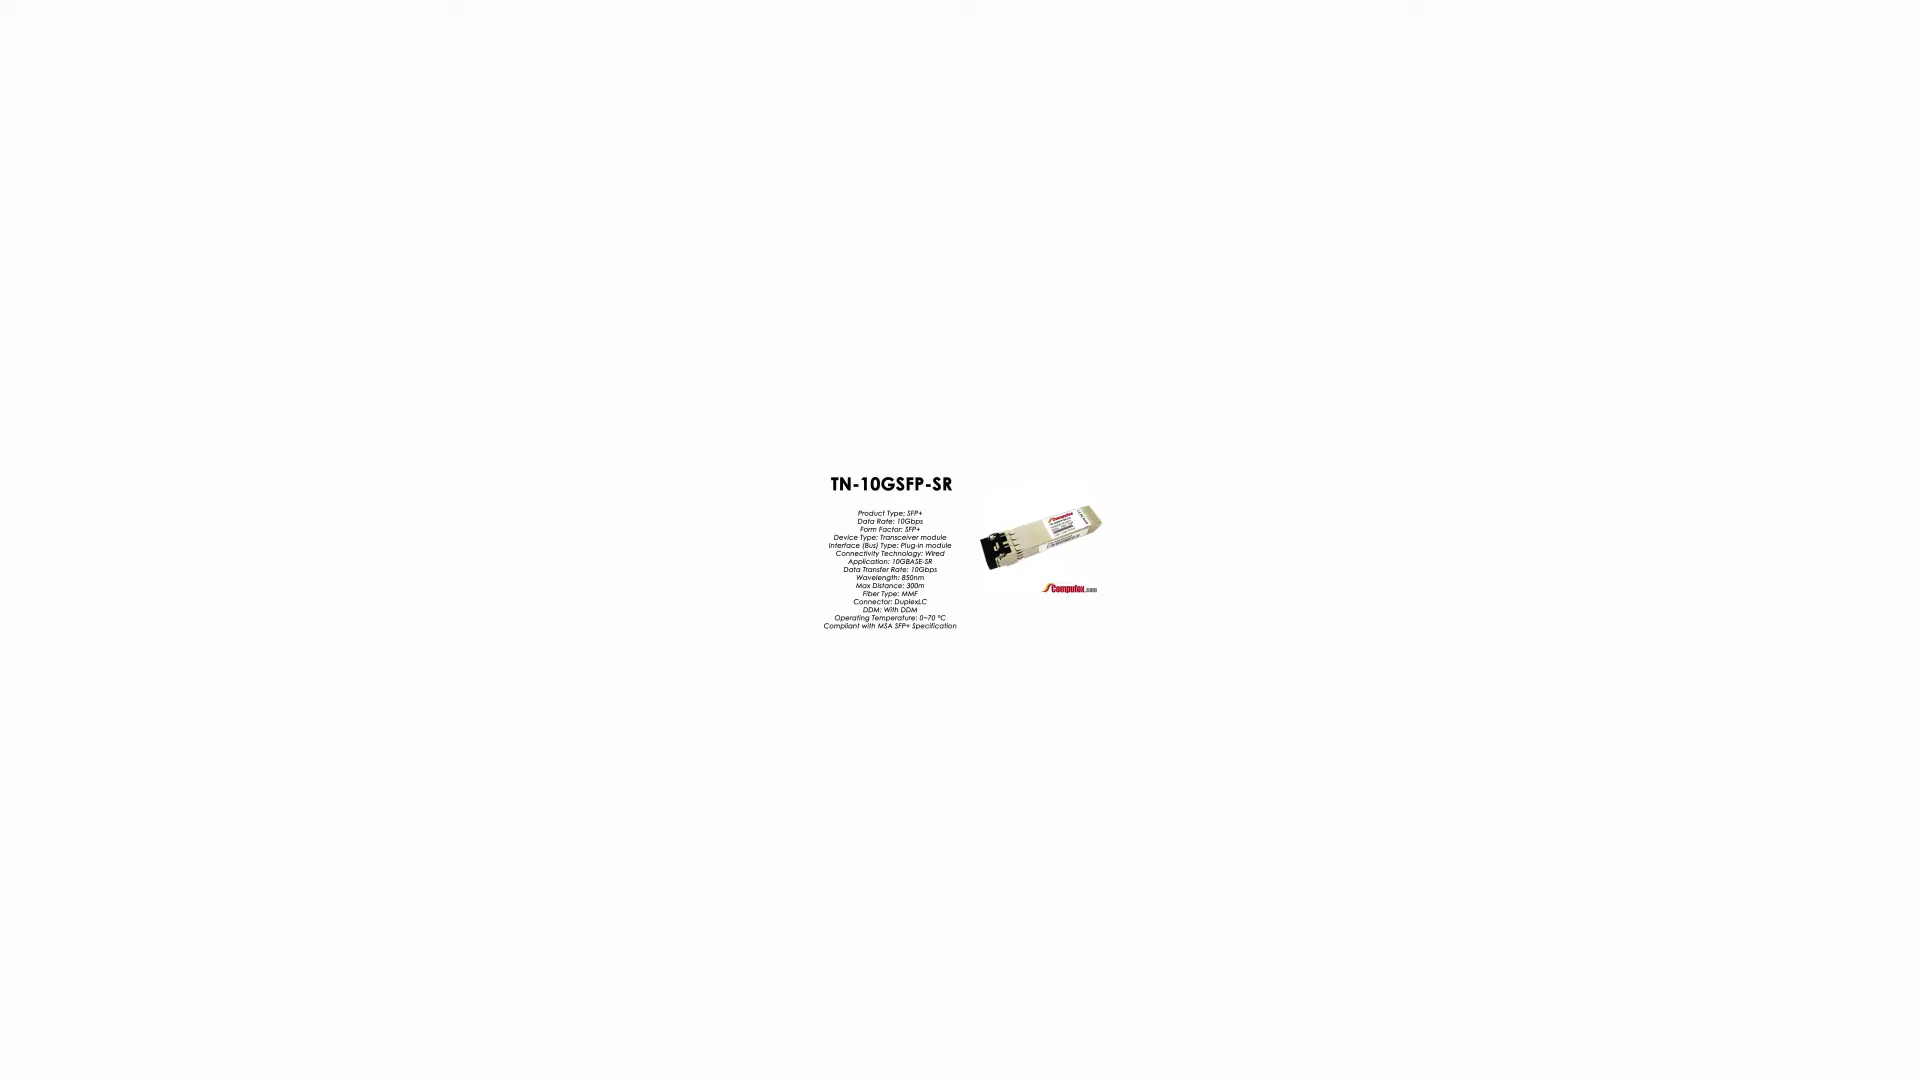 TN-10GSFP-SR
Product Type: SFP+
Data Rate: 10Gbps
Form Factor: SFP+
Device Type: Transceiver module
Interface (Bus) Type: Plug-in module
Connectivity Technology: Wired
Application: 10GBASE-SR
Data Transfer Rate: 10Gbps
Wavelength: 850nm
Max Distance: 300m
Fiber Type: MMF
Connector: DuplexLC
DDM: With DDM
Operating Temperature: 0~70 °C
Compliant with MSA SFP+ Specification
Compufox
Compufox.com